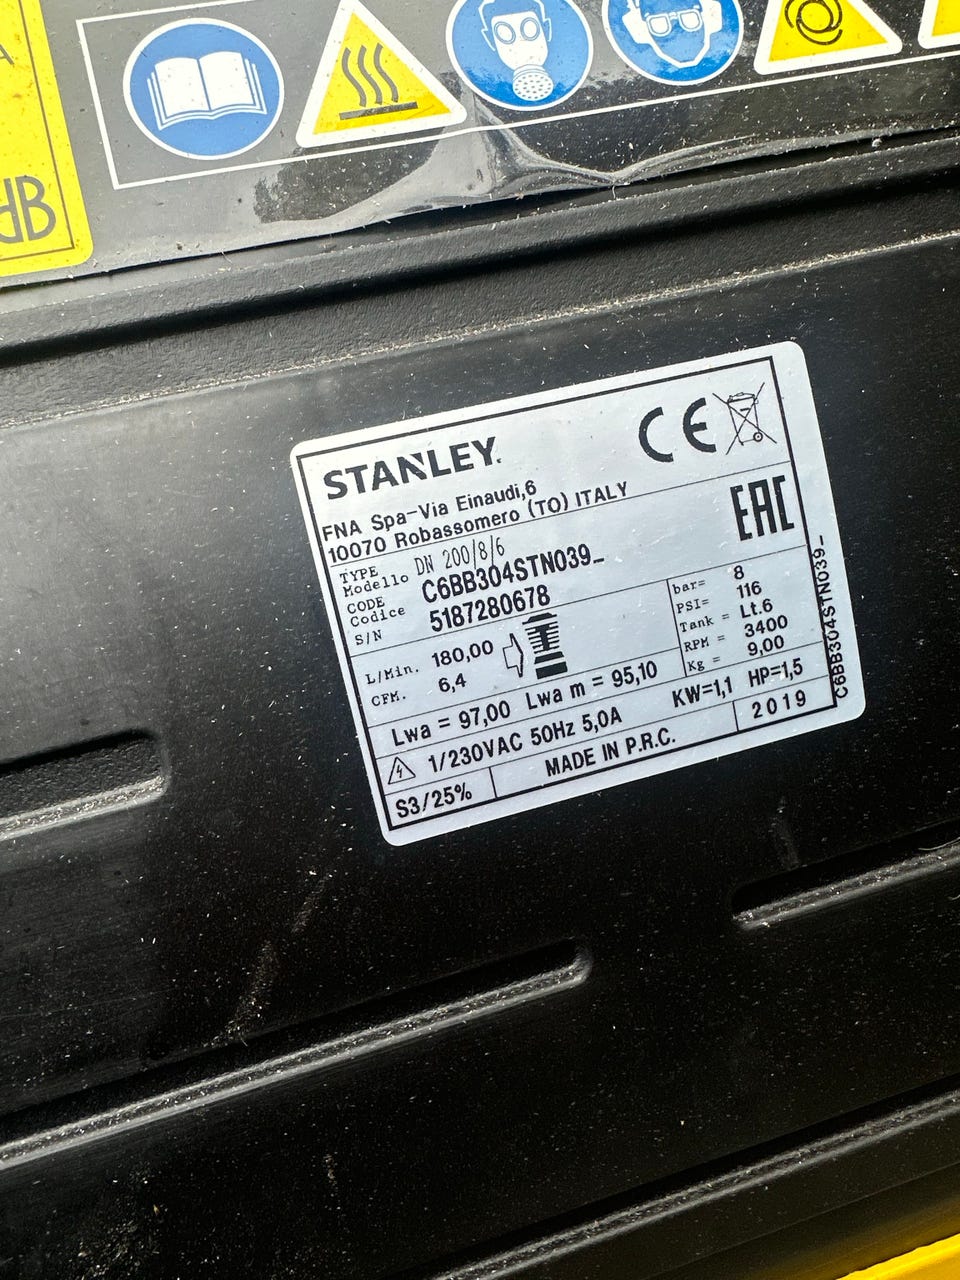 dB
STANLEY.
CE
FNA Spa-Via Einaudi,6
10070 Robassomero (TO) ITALY
EAC
TYPE
Modello DN 200/8/6
CODE
Codice C6BB304STN039_
S/N 5187280678
L/Min. 180,00
CFM. 6,4
bar= 8
PSI= 116
Tank = Lt.6
RPM = 3400
Kg = 9,00
Lwa = 97,00 Lwa m = 95,10
1/230VAC 50Hz 5,0A KW=1,1 HP=1,5
S3/25% MADE IN P.R.C. 2019
C6BB304STN039_